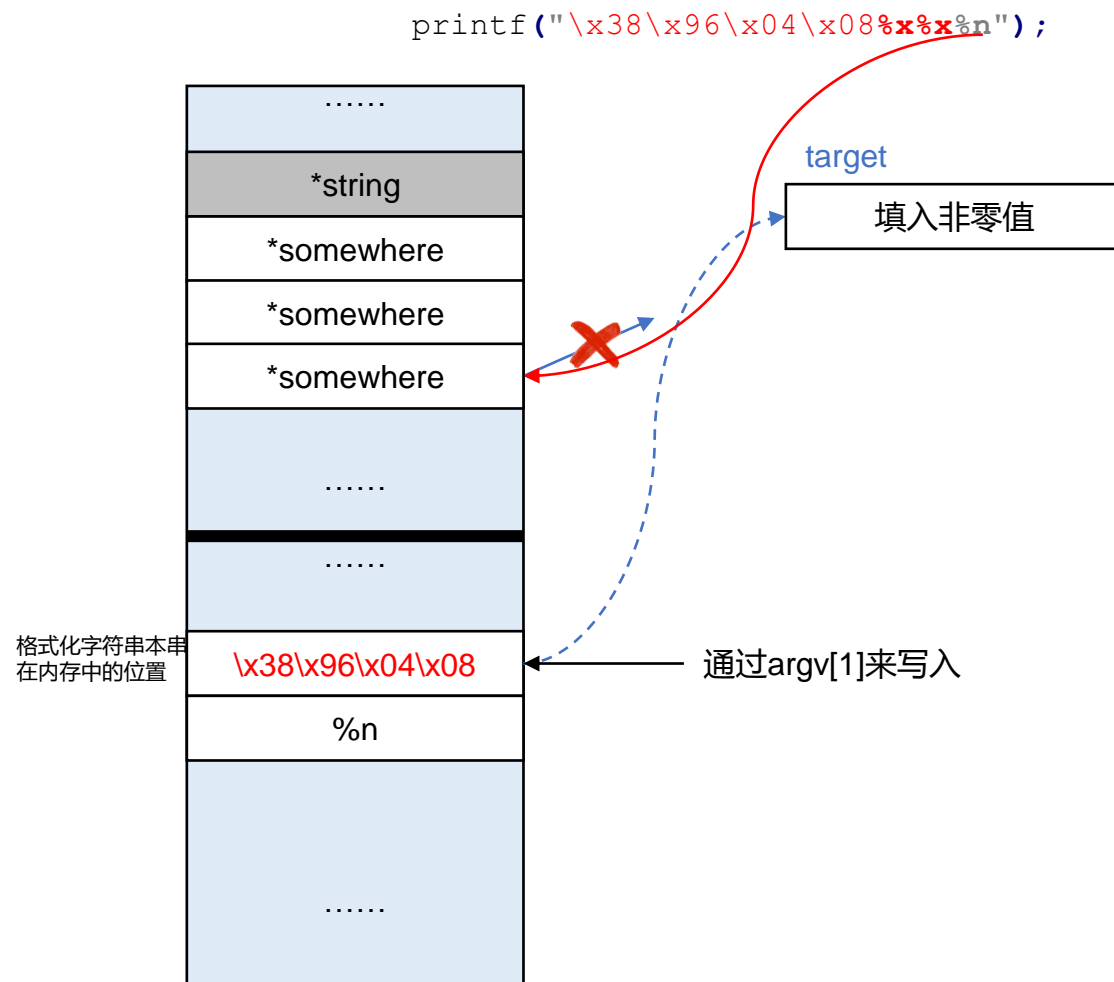 printf("\x38\x96\x04\x08%x%x%n");
……
target
*string
填入非零值
*somewhere
*somewhere
*somewhere
……
……
格式化字符串本串
在内存中的位置
\x38\x96\x04\x08
通过argv[1]来写入
%n
……